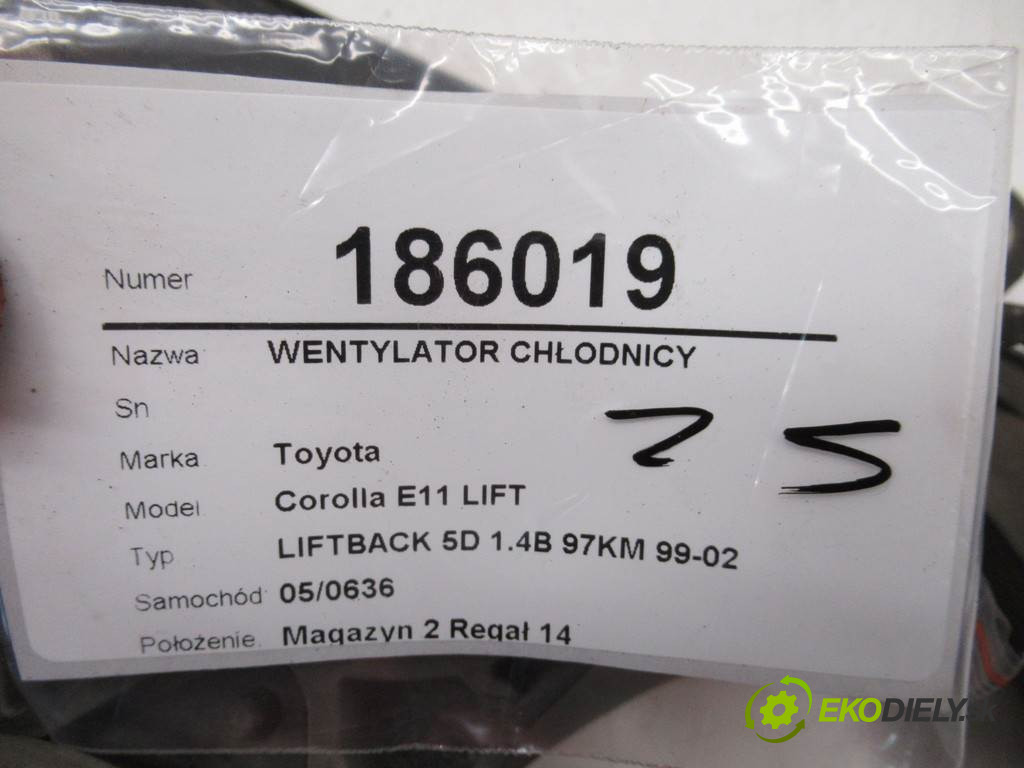 Numer 186019
Nazwa WENTYLATOR CHŁODNICY
Sn
Marka Toyota
Model Corolla E11 LIFT
Typ LIFTBACK 5D 1.4B 97KM 99-02
Samochód 05/0636
Położenie Magazyn 2 Regał 14
25
EKODIELY.SK